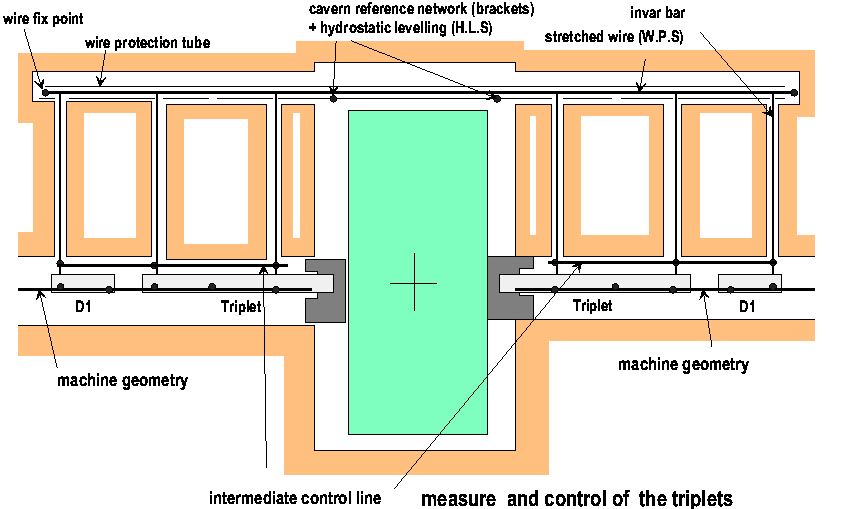 cavern reference network (brackets)
+ hydrostatic levelling (H.L.S)
invar bar
stretched wire (W.P.S)
wire fix point
wire protection tube
D1
Triplet
Triplet
D1
machine geometry
machine geometry
intermediate control line
measure and control of the triplets